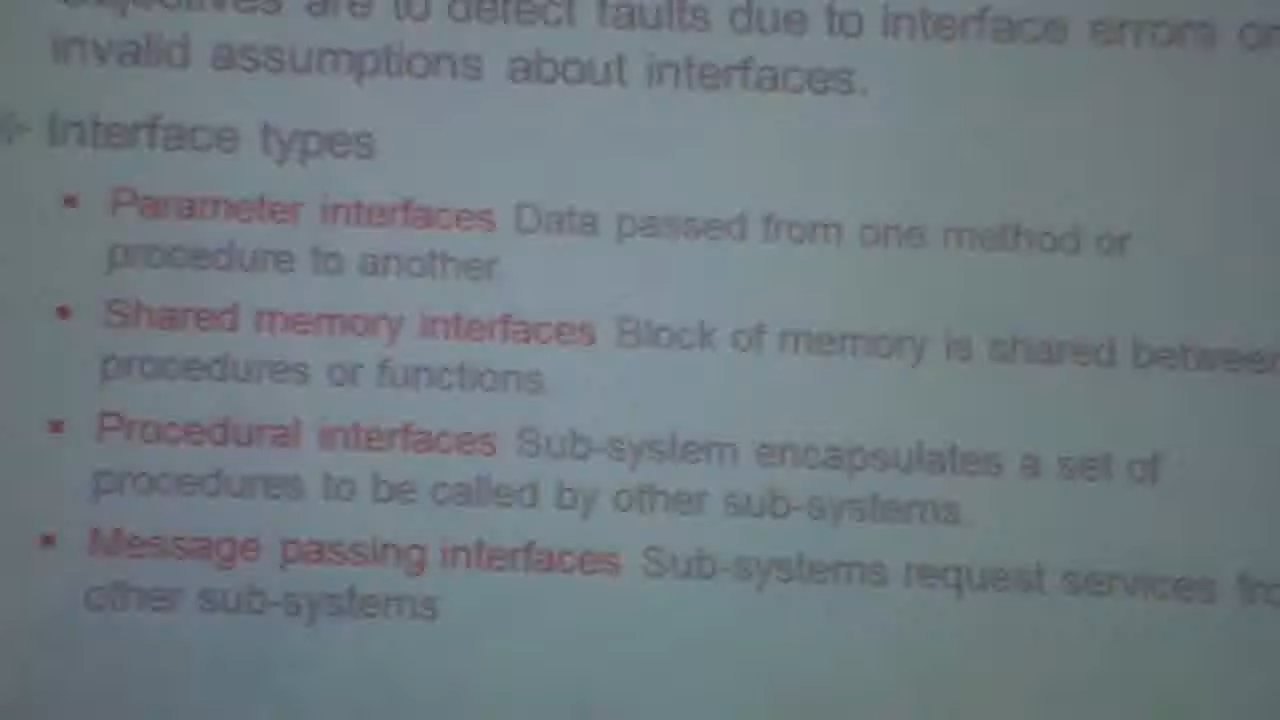 are to detect faults due to interface errors or
invalid assumptions about interfaces.
Interface types
Parameter interfaces Data passed from one method or
procedure to another
Shared memory interfaces Block of memory is shared between
procedures or functions
Procedural interfaces Sub-system encapsulates a set of
procedures to be called by other sub-systems.
Message passing interfaces Sub-systems request services
other sub-systems